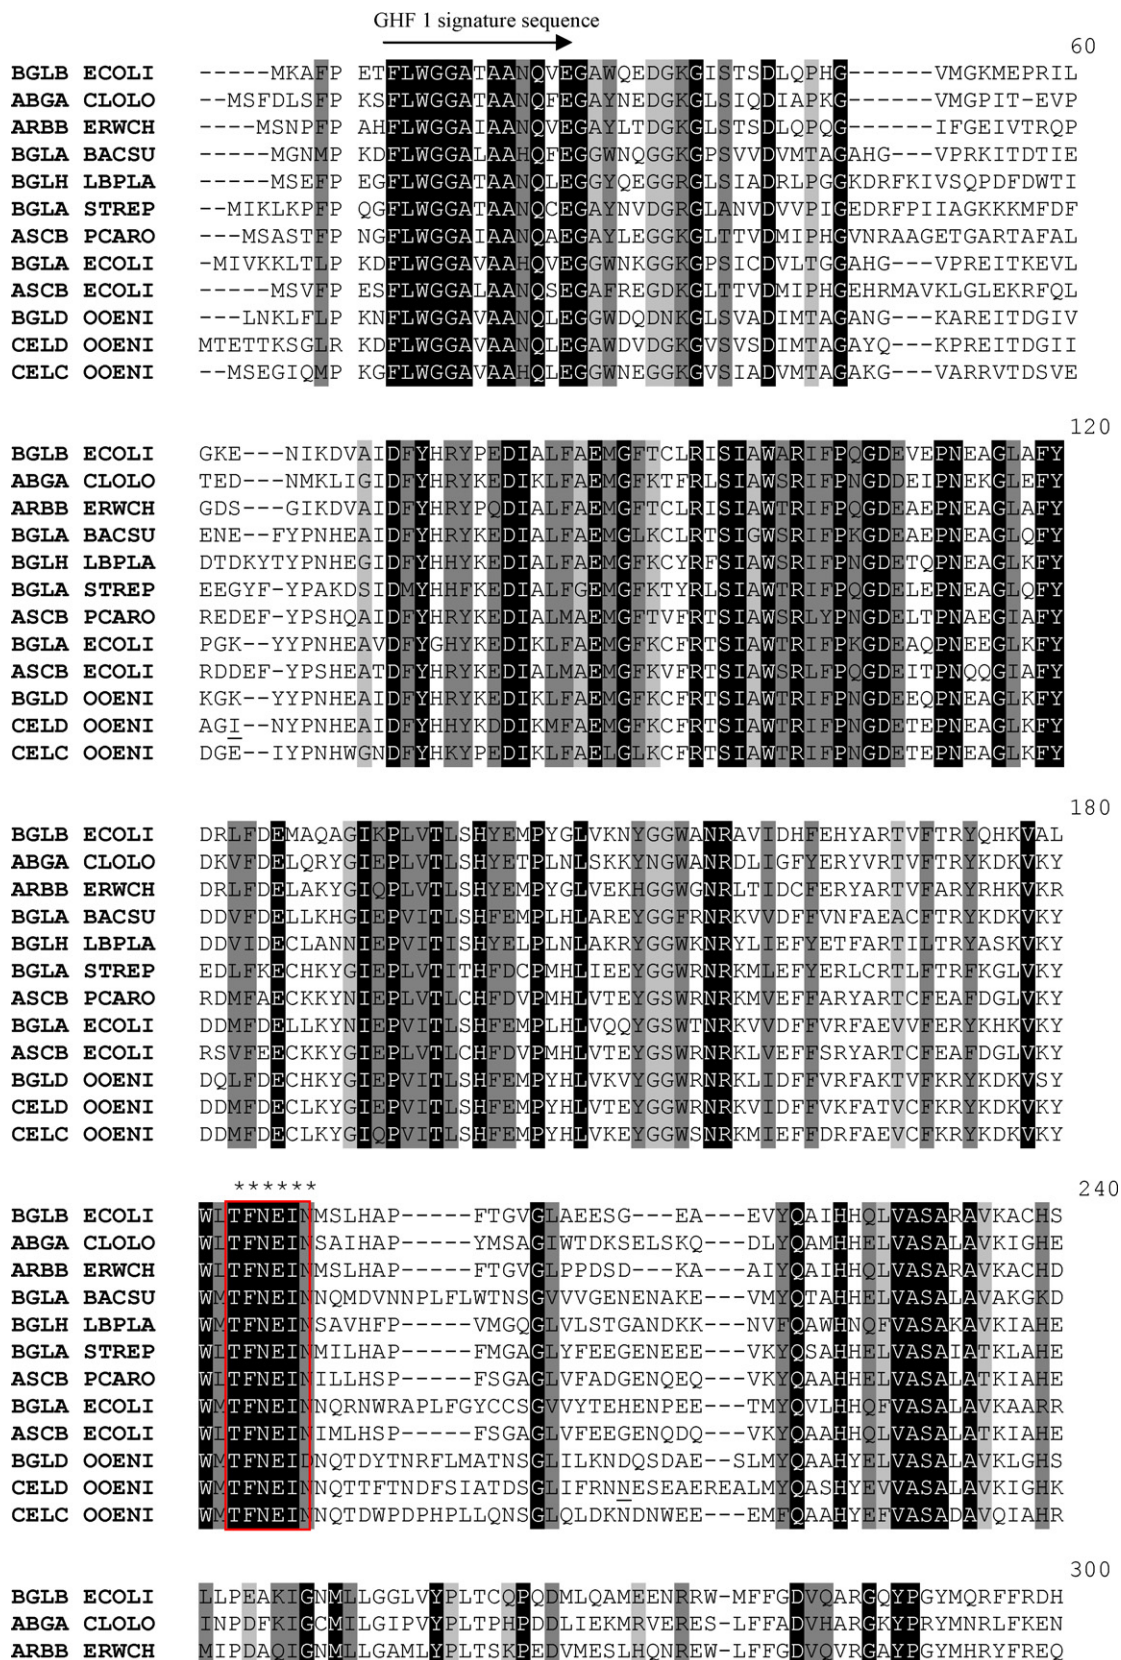 GHF 1 signature sequence
60
BGLB ECOLI -----MKAFP ETFLWGGATAANQVEGAWQEDGKGISTSDLQPHG------VMGKMEPRIL
ABGA CLOLO --MSFDLSFP KSFLWGGATAANQFEGAYNEDGKGLSIQDIAPKG------VMGPIT-EVP
ARBB ERWCH ----MSNPFP AHFLWGGAIAANQVEGAYLTDGKGLSTSDLQPQG------IFGEIVTRQP
BGLA BACSU -----MGNMP KDFLWGGALAAHQFEGGWNQGGKGPSVVDVMTAGAHG---VPRKITDTIE
BGLH LBPLA -----MSEFP EGFLWGGATAANQLEGGYQEGGRGLSIADRLPGGKDRFKIVSQPDFDWTI
BGLA STREP --MIKLKPFP QGFLWGGATAANQCEGAYNVDGRGLANVDVVPIGEDRFPIIAGKKKMFDF
ASCB PCARO ---MSASTFP NGFLWGGAIAANQAEGAYLEGGKGLTTVDMIPHGVNRAAGETGARTAFAL
BGLA ECOLI -MIVKKLTLP KDFLWGGAVAAHQVEGGWNKGGKGPSICDVLTGGAHG---VPREITKEVL
ASCB ECOLI -----MSVFP ESFLWGGALAANQSEGAFREGDKGLTTVDMIPHGEHRMAVKLGLEKRFQL
BGLD OOENI ---LNKLFLP KNFLWGGAVAANQLEGGWDQDNKGLSVADIMTAGANG---KAREITDGIV
CELD OOENI MTETTKSGLR KDFLWGGAVAANQLEGAWDVDGKGVSVSDIMTAGAYQ---KPREITDGII
CELC OOENI --MSEGIQMP KGFLWGGAVAAHQLEGGWNEGGKGVSIADVMTAGAKG---VARRVTDSVE
120
BGLB ECOLI GKE---NIKDVAIDFYHRYPEDIALFAEMGFTCLRISIAWARIFPQGDEVEPNEAGLAFY
ABGA CLOLO TED---NMKLIGIDFYHRYKEDIKLFAEMGFKTFRLSIAWSRIFPNGDDEIPNEKGLEFY
ARBB ERWCH GDS---GIKDVAIDFYHRYPQDIALFAEMGFTCLRISIAWTRIFPQGDEAEPNEAGLAFY
BGLA BACSU ENE--FYPNHEAIDFYHRYKEDIALFAEMGLKCLRTSIGWSRIFPKGDEAEPNEAGLQFY
BGLH LBPLA DTDKYTYPNHEGIDFYHRYKEDIALFAEMGFKCYRFSIAWTRIFPNGDETQPNEAGLKFY
BGLA STREP EEGYF-YPAKDSIDMYHHFKEDIALFGEMGFKTYRLSIAWTRIFPQGDELEPNEAGLQFY
ASCB PCARO REDEF-YYPSHQAIDFYHRYKEDIALMAEMGFTVFRTSIAWSRLYPNGDELTPNAEGIAFY
BGLA ECOLI PGK--YYPNHEAVDFYGHYKEDIKLFAEMGFKCFRTSIAWTRIFPKGDEAQPNEEGLKFY
ASCB ECOLI RDDEF-YPSHEATDFYHRYKEDIALMAEMGFKVFRTSIAWSRLFPQGDEITPNQQGIAFY
BGLD OOENI KGK--YYPNHEAIDFYHRYKEDIKLFAEMGFKCFRTSIAWTRIFPNGDEEQPNEAGLKFY
CELD OOENI AGI--NYPNHEAIDFYHHYKDDIKMFAEMGFKCFRTSIAWTRIFPNGDETEPNEAGLKFY
CELC OOENI DGE--IYPNHWGNDFYHKYPEDIKLFAELGLKCFRTSIAWTRIFPNGDETEPNEAGLKFY
180
BGLB ECOLI DRLFDEMAQAGIKPLVTLSHYEMPYGLVKNYGGWANRAVIDHFEHYARTVFTRYQHKVAL
ABGA CLOLO DKVFDELQRYGIEPLVTLSHYETPLNLSKKYNGWANRDLIGFYERYVRTVFTRYKDKVKY
ARBB ERWCH DRLFDELAKYGIQPLVTLSHYEMPYGLVEKHGGWGNRLTIDCFERYARTVFARYRHKVKR
BGLA BACSU DDVFDELLKHGIEPVITLSHFEMPLHLAREYGGFRNRKVVDFFVNFAEACFTRYKDKVKY
BGLH LBPLA DDVIDECLANNIEPVITISHYELPLNLAKRYGGWKNRYLIEFYETFARTILTRYASKVKY
BGLA STREP EDLFKECHKYGIEPLVTITHFDCPMHLIEEYGGWRNRKMLEFYERLCRTLFTRFKGLVKY
ASCB PCARO RDMFAECKKYNIEPLVTLCHFDVPMHLVTEYGSWRNRKMVEFFARYARTCFEAFDGLVKY
BGLA ECOLI DDMFDELLKYNIEPVITLSHFEMPLHLVQQYGSWTNRKVVDFFVRFAEVVFERYKHKVKY
ASCB ECOLI RSVFEECKKYGIEPLVTLCHFDVPMHLVTEYGSWRNRKLVEFFSRYARTCFEAFDGLVKY
BGLD OOENI DQLFDECHKYGIEPVITLSHFEMPYHLVKVYGGWRNRKLIDFFVRFAKTVFKRYKDKVSY
CELD OOENI DDMFDECLKYGIEPVITLSHFEMPYHLVTEYGGWRNRKVIDFFVKFATVCFKRYKDKVKY
CELC OOENI DDMFDECLKYGIQPVITLSHFEMPYHLVKEYGGWSNRKMIEFFDRFAEVCFKRYKDKVKY
******
240
BGLB ECOLI WLTFNEINMSLHAP-----FTGVGLAEESG---EA---EVYQAIHHQLVASARAVKACHS
ABGA CLOLO WLTFNEINSAIHAP-----YMSAGIWTDKSELSKQ---DLYQAMHHELVASALAVKIGHE
ARBB ERWCH WLTFNEINMSLHAP-----FTGVGLPPDSD---KA---AIYQAIHHQLVASARAVKACHD
BGLA BACSU WMTFNEINNQMDVNNPLFLWTNSGVVVGENENAKE---VMYQTAHHELVASALAVAKGKD
BGLH LBPLA WMTFNEINSAVHFP-----VMGQGLVLSTGANDKK---NVFQAWHNQFVASAKAVKIAHE
BGLA STREP WLTFNEINMILHAP-----FMGAGLYFEEGENEEE---VKYQSAHHELVASAIATKLAHE
ASCB PCARO WLTFNEINILLHSP-----FSGAGLVFADGENQEQ---VKYQAAHHELVASALATKIAHE
BGLA ECOLI WMTFNEINNQRNWRAPLFGYCCSGVVYTEHENPEE---TMYQVLHHQFVASALAVKAARR
ASCB ECOLI WLTFNEINIMLHSP-----FSGAGLVFEEGENQDQ---VKYQAAHHQLVASALATKIAHE
BGLD OOENI WMTFNEIDNQTDYTNRFLMATNSGLILKNDQSDAE---SLMYQAAHYELVASALAVKLGHS
CELD OOENI WMTFNEINNQTTFTNDFSIATDSGLIFRNNESEAEREALMYQASHYEVVASALAVKIGHK
CELC OOENI WMTFNEINNQTDWPDPHPLLQNSGLQLDKNDNWEE---EMFQAAHYEFVASADAVQIAHR
300
BGLB ECOLI LLPEAKIGNMLLGGLVYPLTCQPQDMLQAMEENRRW-MFFGDVQARGQYPGYMQRFFRDH
ABGA CLOLO INPDFKIGCMILGIPVYPLTPHPDDLIEKMRVERES-LFFADVHARGKYPRYMNRLFKEN
ARBB ERWCH MIPDAQIGNMLLGAMLYPLTSKPEDVMESLHQNREW-LFFGDVQVRGAYPGYMHRYFREQ